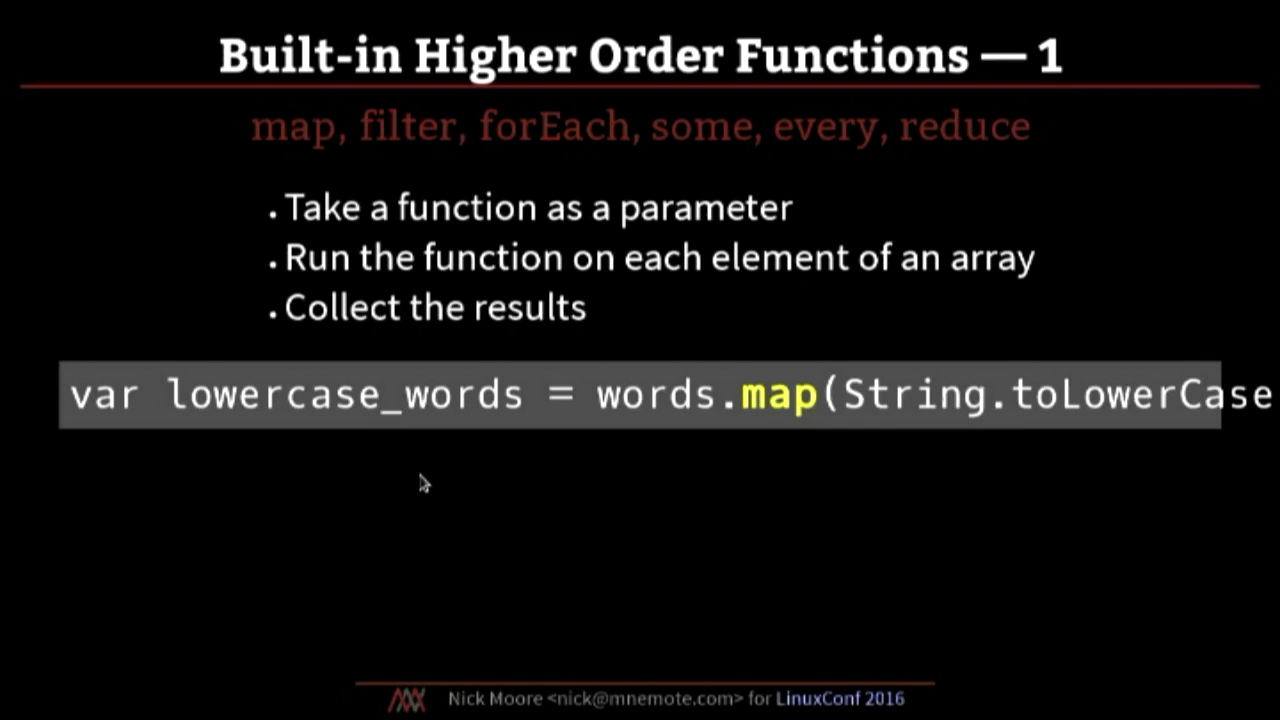 Built-in Higher Order Functions — 1
map, filter, forEach, some, every, reduce
• Take a function as a parameter
• Run the function on each element of an array
• Collect the results
var lowercase_words = words.map(String.toLowerCase
Nick Moore <nick@mnemote.com> for LinuxConf 2016